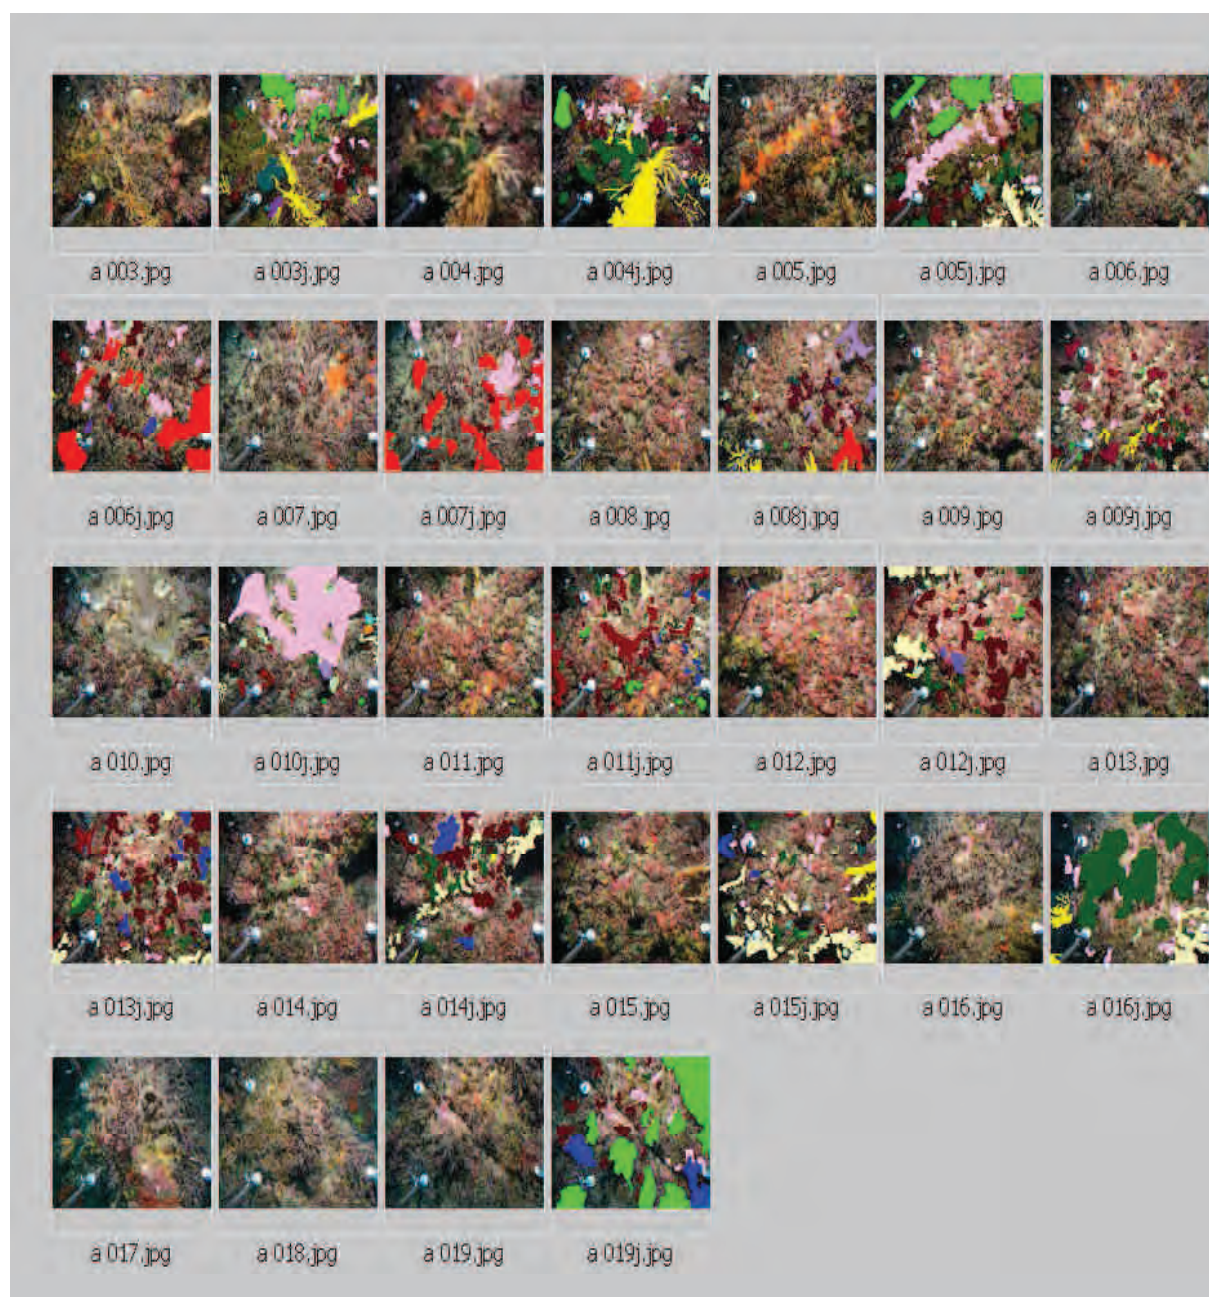 a 003.jpg a 003j.jpg a 004.jpg a 004j.jpg a 005.jpg a 005j.jpg a 006.jpg
a 006j.jpg a 007.jpg a 007j.jpg a 008.jpg a 008j.jpg a 009.jpg a 009j.jpg
a 010.jpg a 010j.jpg a 011.jpg a 011j.jpg a 012.jpg a 012j.jpg a 013.jpg
a 013j.jpg a 014.jpg a 014j.jpg a 015.jpg a 015j.jpg a 016.jpg a 016j.jpg
a 017.jpg a 018.jpg a 019.jpg a 019j.jpg